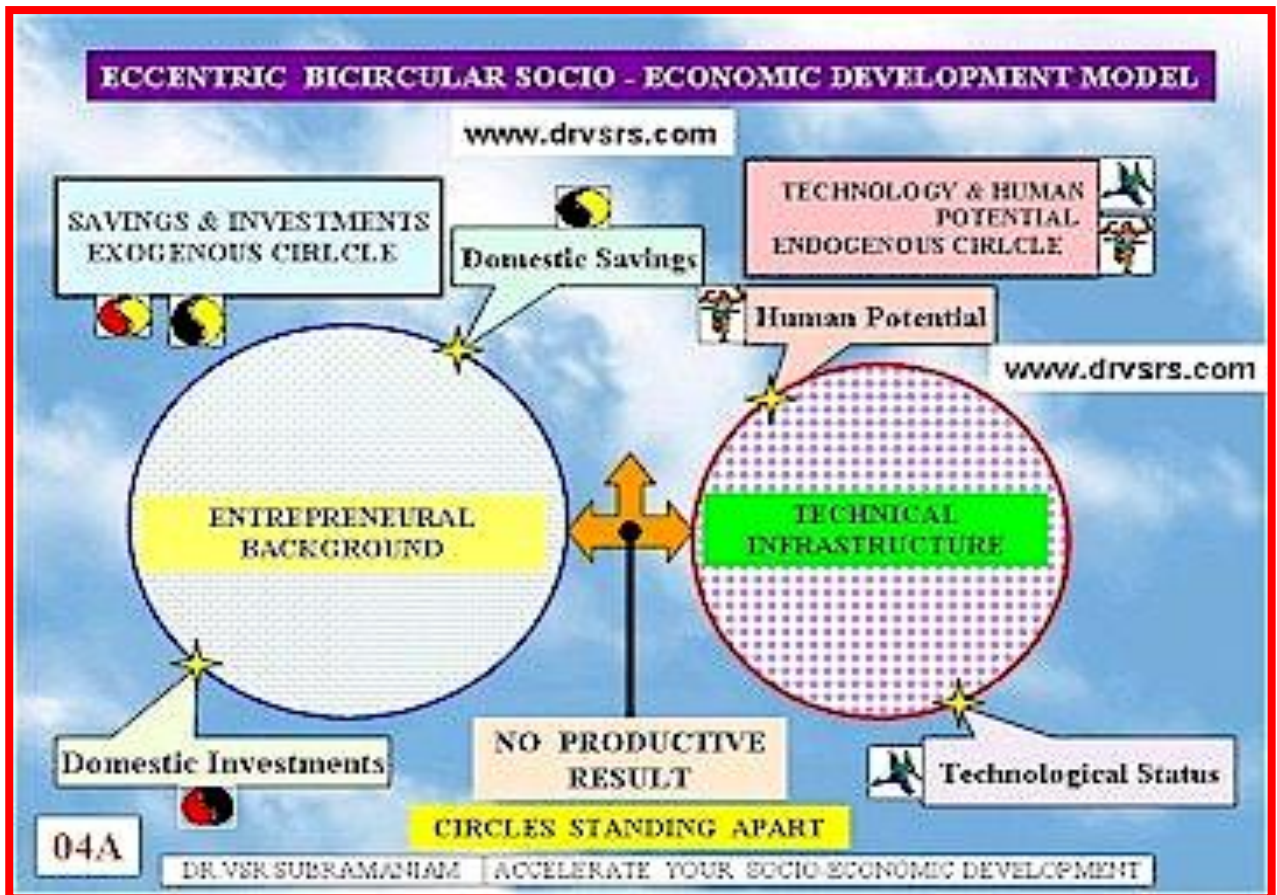 ECCENTRIC BICIRCULAR SOCIO - ECONOMIC DEVELOPMENT MODEL
www.drvsrs.com
SAVINGS & INVESTMENTS
EXOGENOUS CIRLCLE
Domestic Savings
TECHNOLOGY & HUMAN
POTENTIAL
ENDOGENOUS CIRLCLE
Human Potential
www.drvsrs.com
ENTREPRENEURAL
BACKGROUND
TECHNICAL
INFRASTRUCTURE
Domestic Investments
NO PRODUCTIVE
RESULT
Technological Status
CIRCLES STANDING APART
04A
DR.VSR.SUBRAMANIAM
ACCELERATE YOUR SOCIO-ECONOMIC DEVELOPMENT